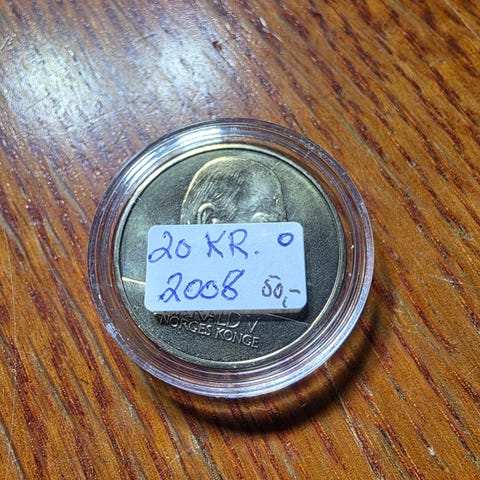 20 KR. 0
2008 50,-
HARALD V
NORGES KONGE